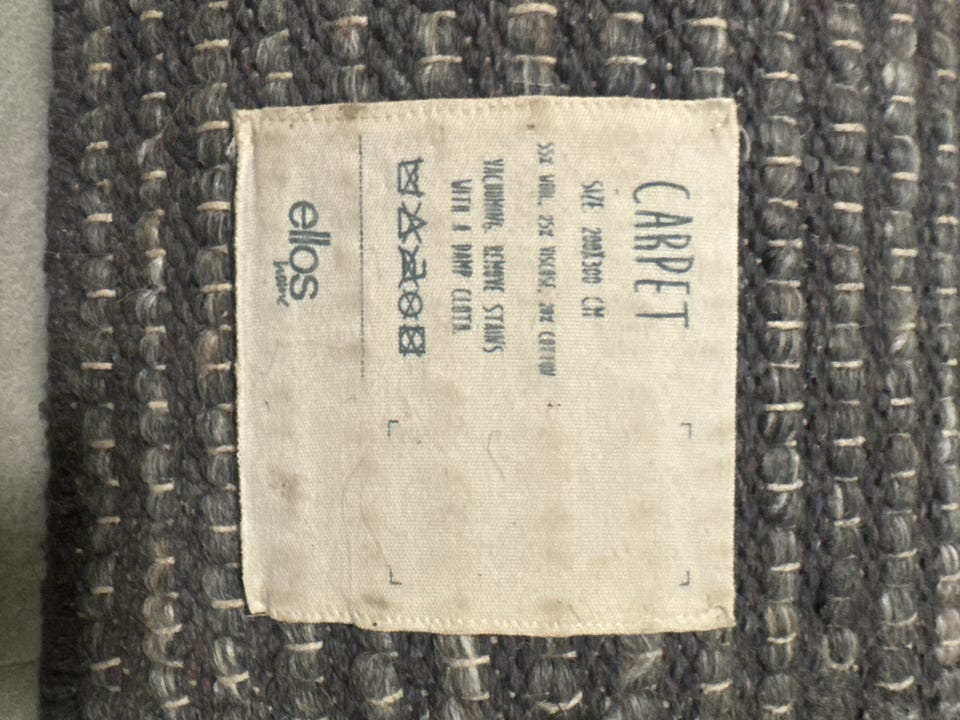 CARPET
SIZE 200X300 CM
55% WOOL, 25% VISCOSE, 20% COTTON
VACUUMING, REMOVE STAINS
WITH A DAMP CLOTH
ellos
home